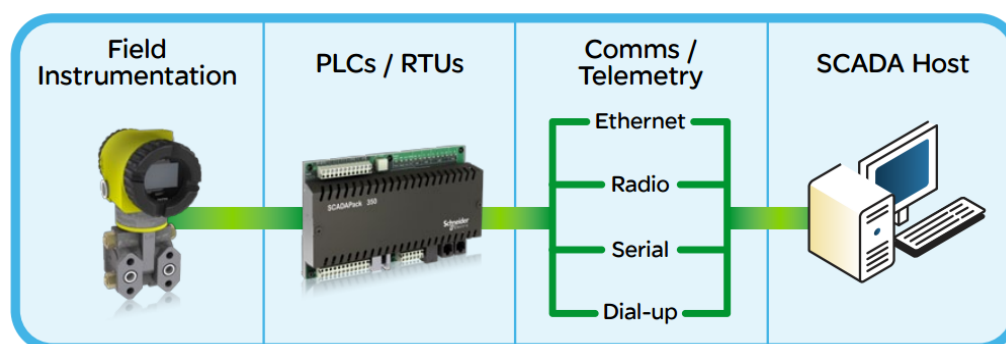 Field
Instrumentation
PLCs / RTUs
Comms /
Telemetry
SCADA Host
SCADAPack 350
Schneider
Ethernet
Radio
Serial
Dial-up